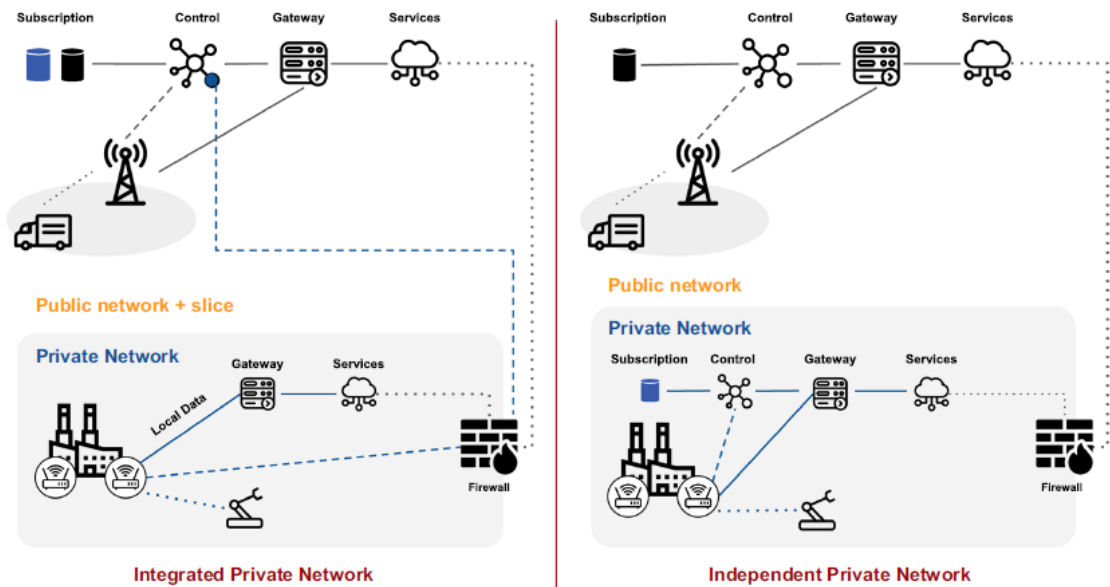 Subscription
Control
Gateway
Services
Public network + slice
Private Network
Gateway
Services
Local Data
Firewall
Integrated Private Network
Subscription
Control
Gateway
Services
Public network
Private Network
Subscription
Control
Gateway
Services
Firewall
Independent Private Network